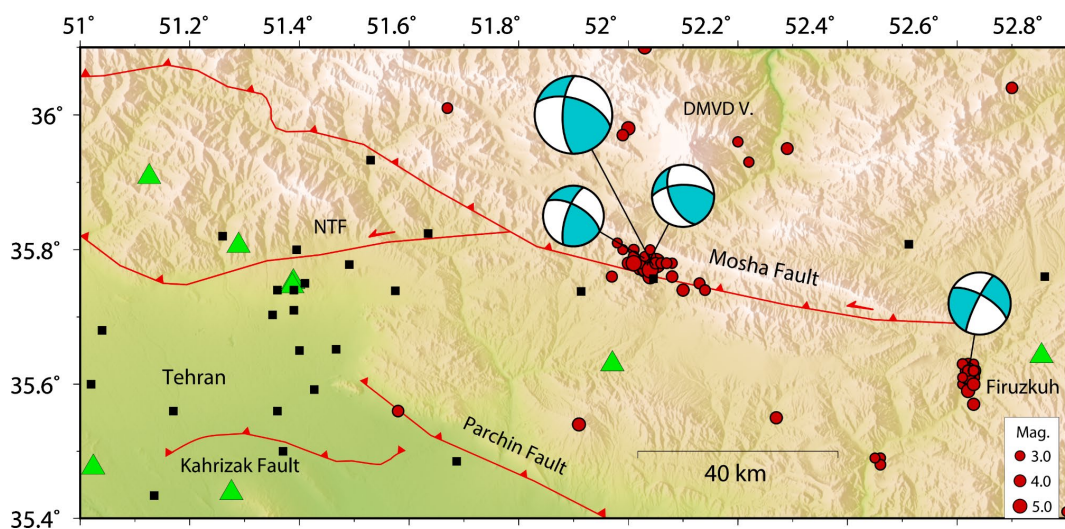 51 51.2 51.4 51.6 51.8 52 52.2 52.4 52.6 52.8
36˚
DMVD V.
NTF
35.8˚
Mosha Fault
35.6˚
Tehran
Firuzkuh
Parchin Fault
Mag.
3.0
40 km
4.0
Kahrizak Fault
5.0
35.4˚